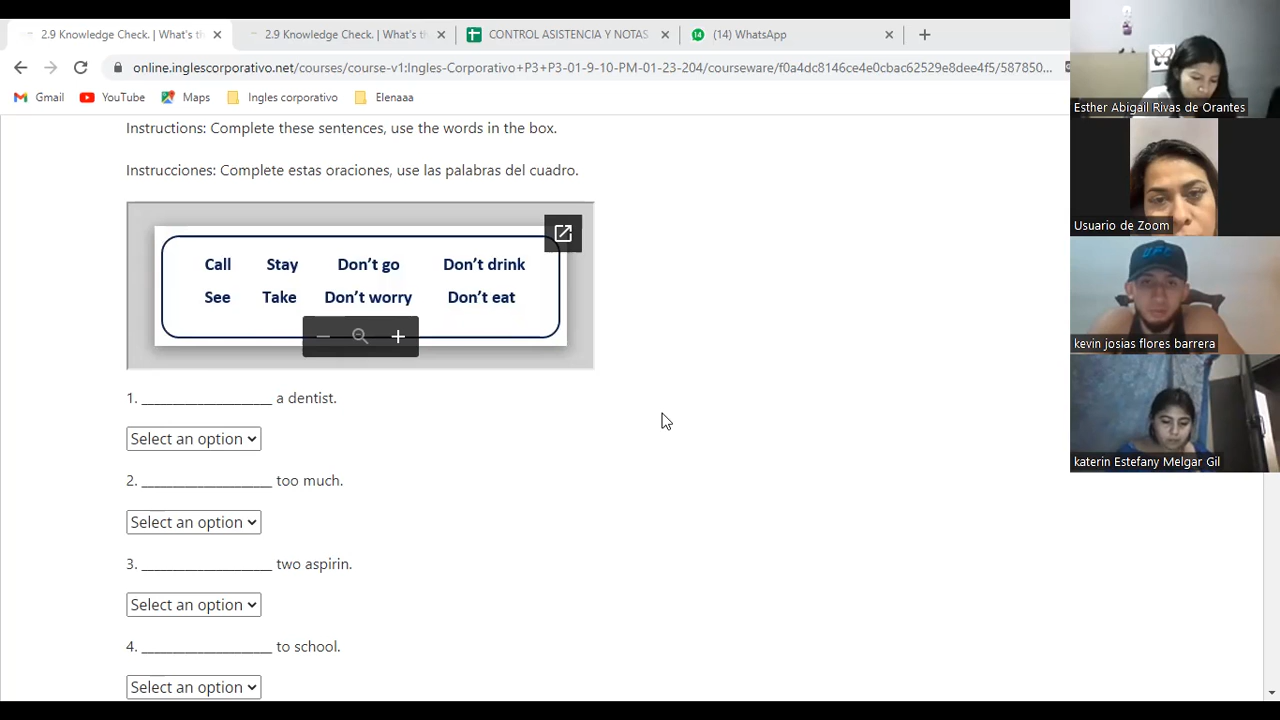 2.9 Knowledge Check. | What's th
2.9 Knowledge Check. | What's t
CONTROL ASISTENCIA Y NOTAS
(14) WhatsApp
online.inglescorporativo.net/courses/course-v1:Ingles-Corporativo+P3+P3-01-9-10-PM-01-23-204/courseware/f0a4dc8146ce4e0cbac62529e8dee4f5/587850...
Gmail
YouTube
Maps
Ingles corporativo
Elenaaa
Instructions: Complete these sentences, use the words in the box.
Instrucciones: Complete estas oraciones, use las palabras del cuadro.
Call Stay Don't go Don't drink
See Take Don't worry Don't eat
1. ____________________ a dentist.
Select an option
2. ____________________ too much.
Select an option
3. ____________________ two aspirin.
Select an option
4. ____________________ to school.
Select an option
Esther Abigail Rivas de Orantes
Usuario de Zoom
kevin josias flores barrera
katerin Estefany Melgar Gil